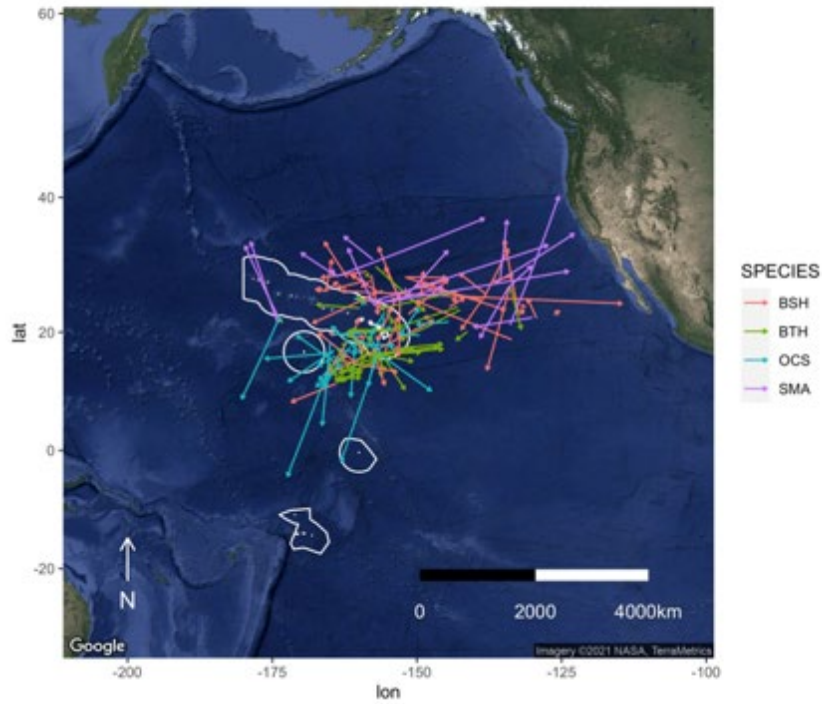 60
40
20
0
-20
lat
N
0 2000 4000km
Google
Imagery ©2021 NASA, TerraMetrics
-200 -175 -150 -125 -100
lon
SPECIES
BSH
BTH
OCS
SMA